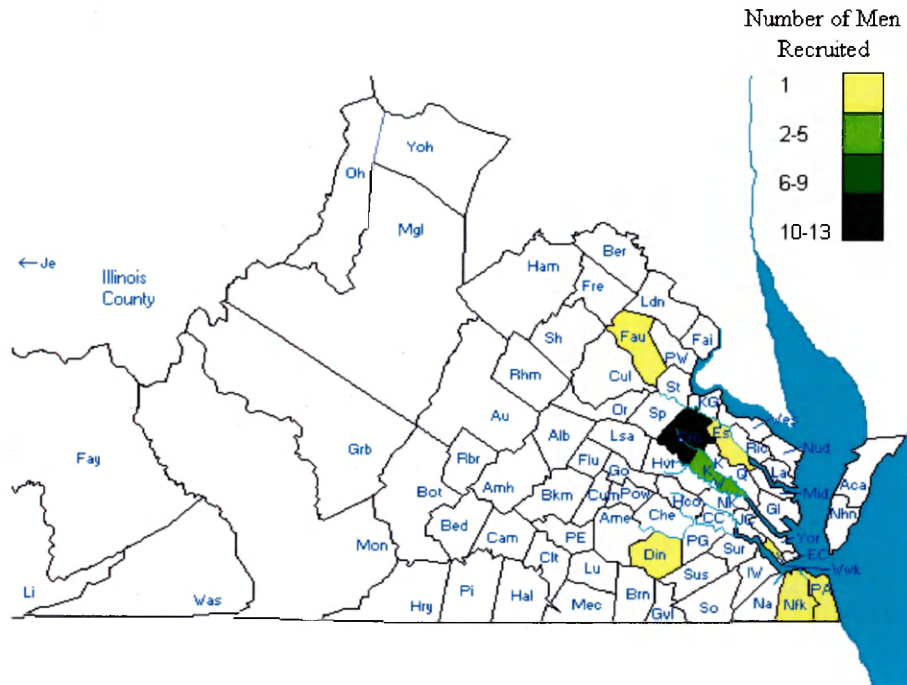 Number of Men
Recruited
1
2-5
6-9
10-13
Yoh
Oh
Mgl
←Je
Illinois
County
Ham
Ber
Fre
Ldn
Sh
Fau
Fai
PW
Rhm
Cul
St
KG
Au
Or
Sp
Wes
Es
Ric
Nud
Grb
Alb
Lsa
Fay
Rbr
Flu
Go
Hvr
K
Q
La
Aca
Mid
Bot
Amh
Bkm
Cum
Pow
Hco
NK
Gl
Nhn
Bed
Ame
Che
CC
JC
Yor
Mon
Cam
PE
PG
EC
Clt
Din
Sur
Wwk
Li
Was
Hry
Pi
Hal
Lu
Mec
Brn
Gvl
Sus
So
IW
Na
Nfk
PA